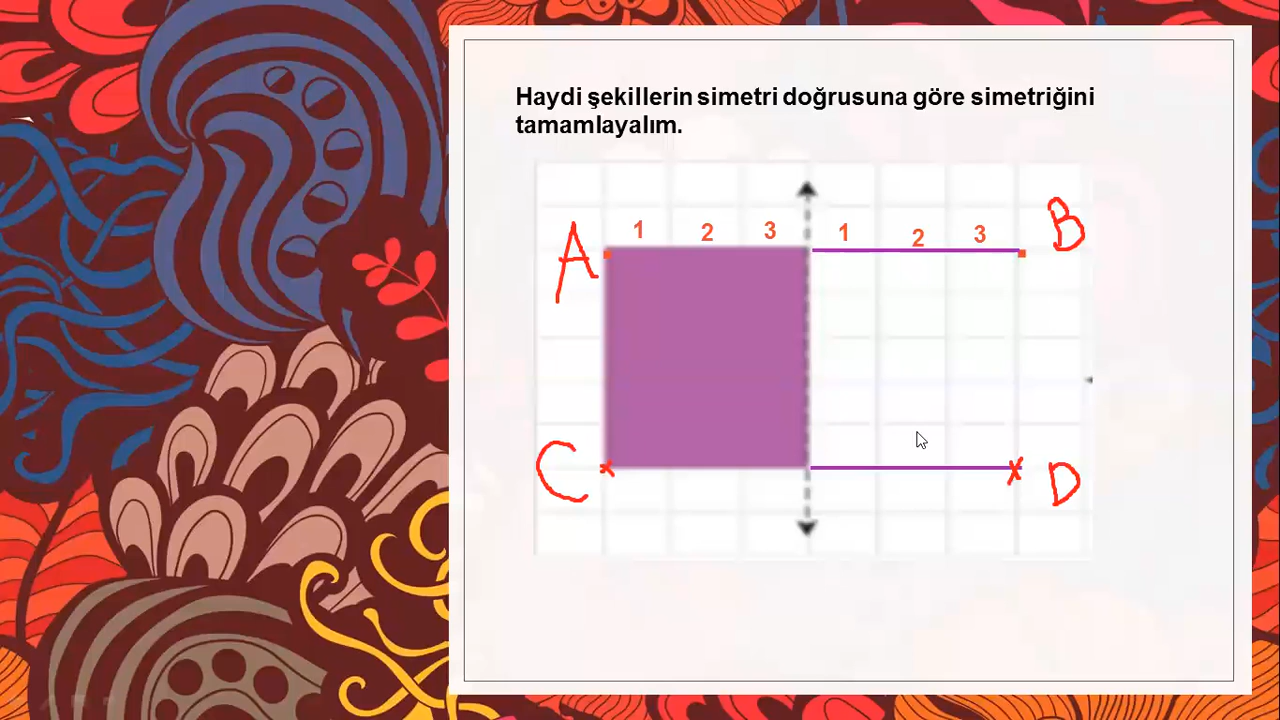 Haydi şekillerin simetri doğrusuna göre simetriğini
tamamlayalım.
A 1 2 3 1 2 3 B
C D